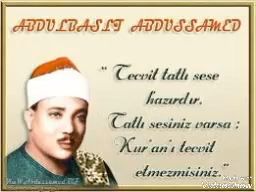 ABDULBASIT ABDUSSAMED
" Tecvit tatlı sese
hazırdır.
Tatlı sesiniz varsa ;
Kur'an'ı tecvit
etmezmisiniz."